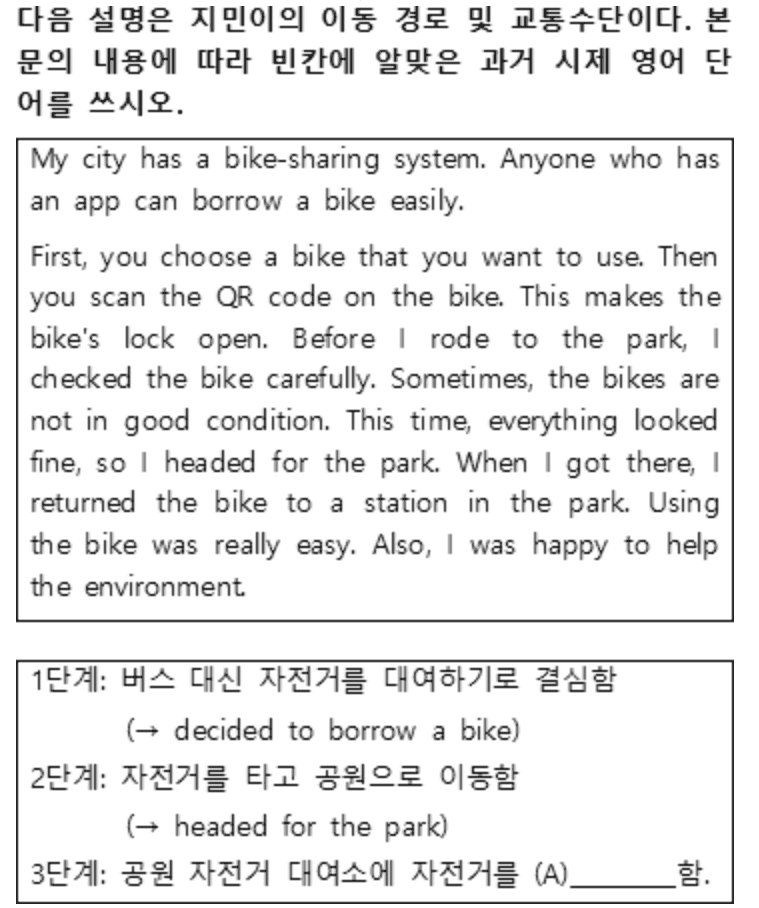 다음 설명은 지민이의 이동 경로 및 교통수단이다. 본
문의 내용에 따라 빈칸에 알맞은 과거 시제 영어 단
어를 쓰시오.
My city has a bike-sharing system. Anyone who has
an app can borrow a bike easily.
First, you choose a bike that you want to use. Then
you scan the QR code on the bike. This makes the
bike's lock open. Before I rode to the park, I
checked the bike carefully. Sometimes, the bikes are
not in good condition. This time, everything looked
fine, so I headed for the park. When I got there, I
returned the bike to a station in the park. Using
the bike was really easy. Also, I was happy to help
the environment.
1단계: 버스 대신 자전거를 대여하기로 결심함
(→ decided to borrow a bike)
2단계: 자전거를 타고 공원으로 이동함
(→ headed for the park)
3단계: 공원 자전거 대여소에 자전거를 (A)________함.